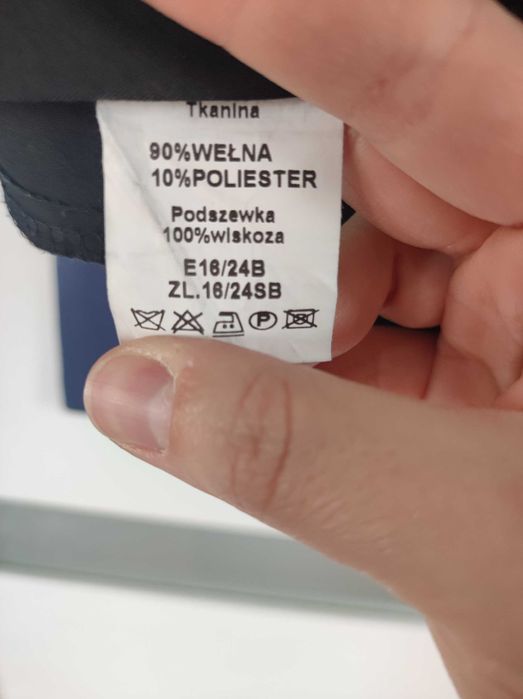 Tkanina
90%WEŁNA
10%POLIESTER
Podszewka
100%wiskoza
E16/24B
ZL.16/24SB
P